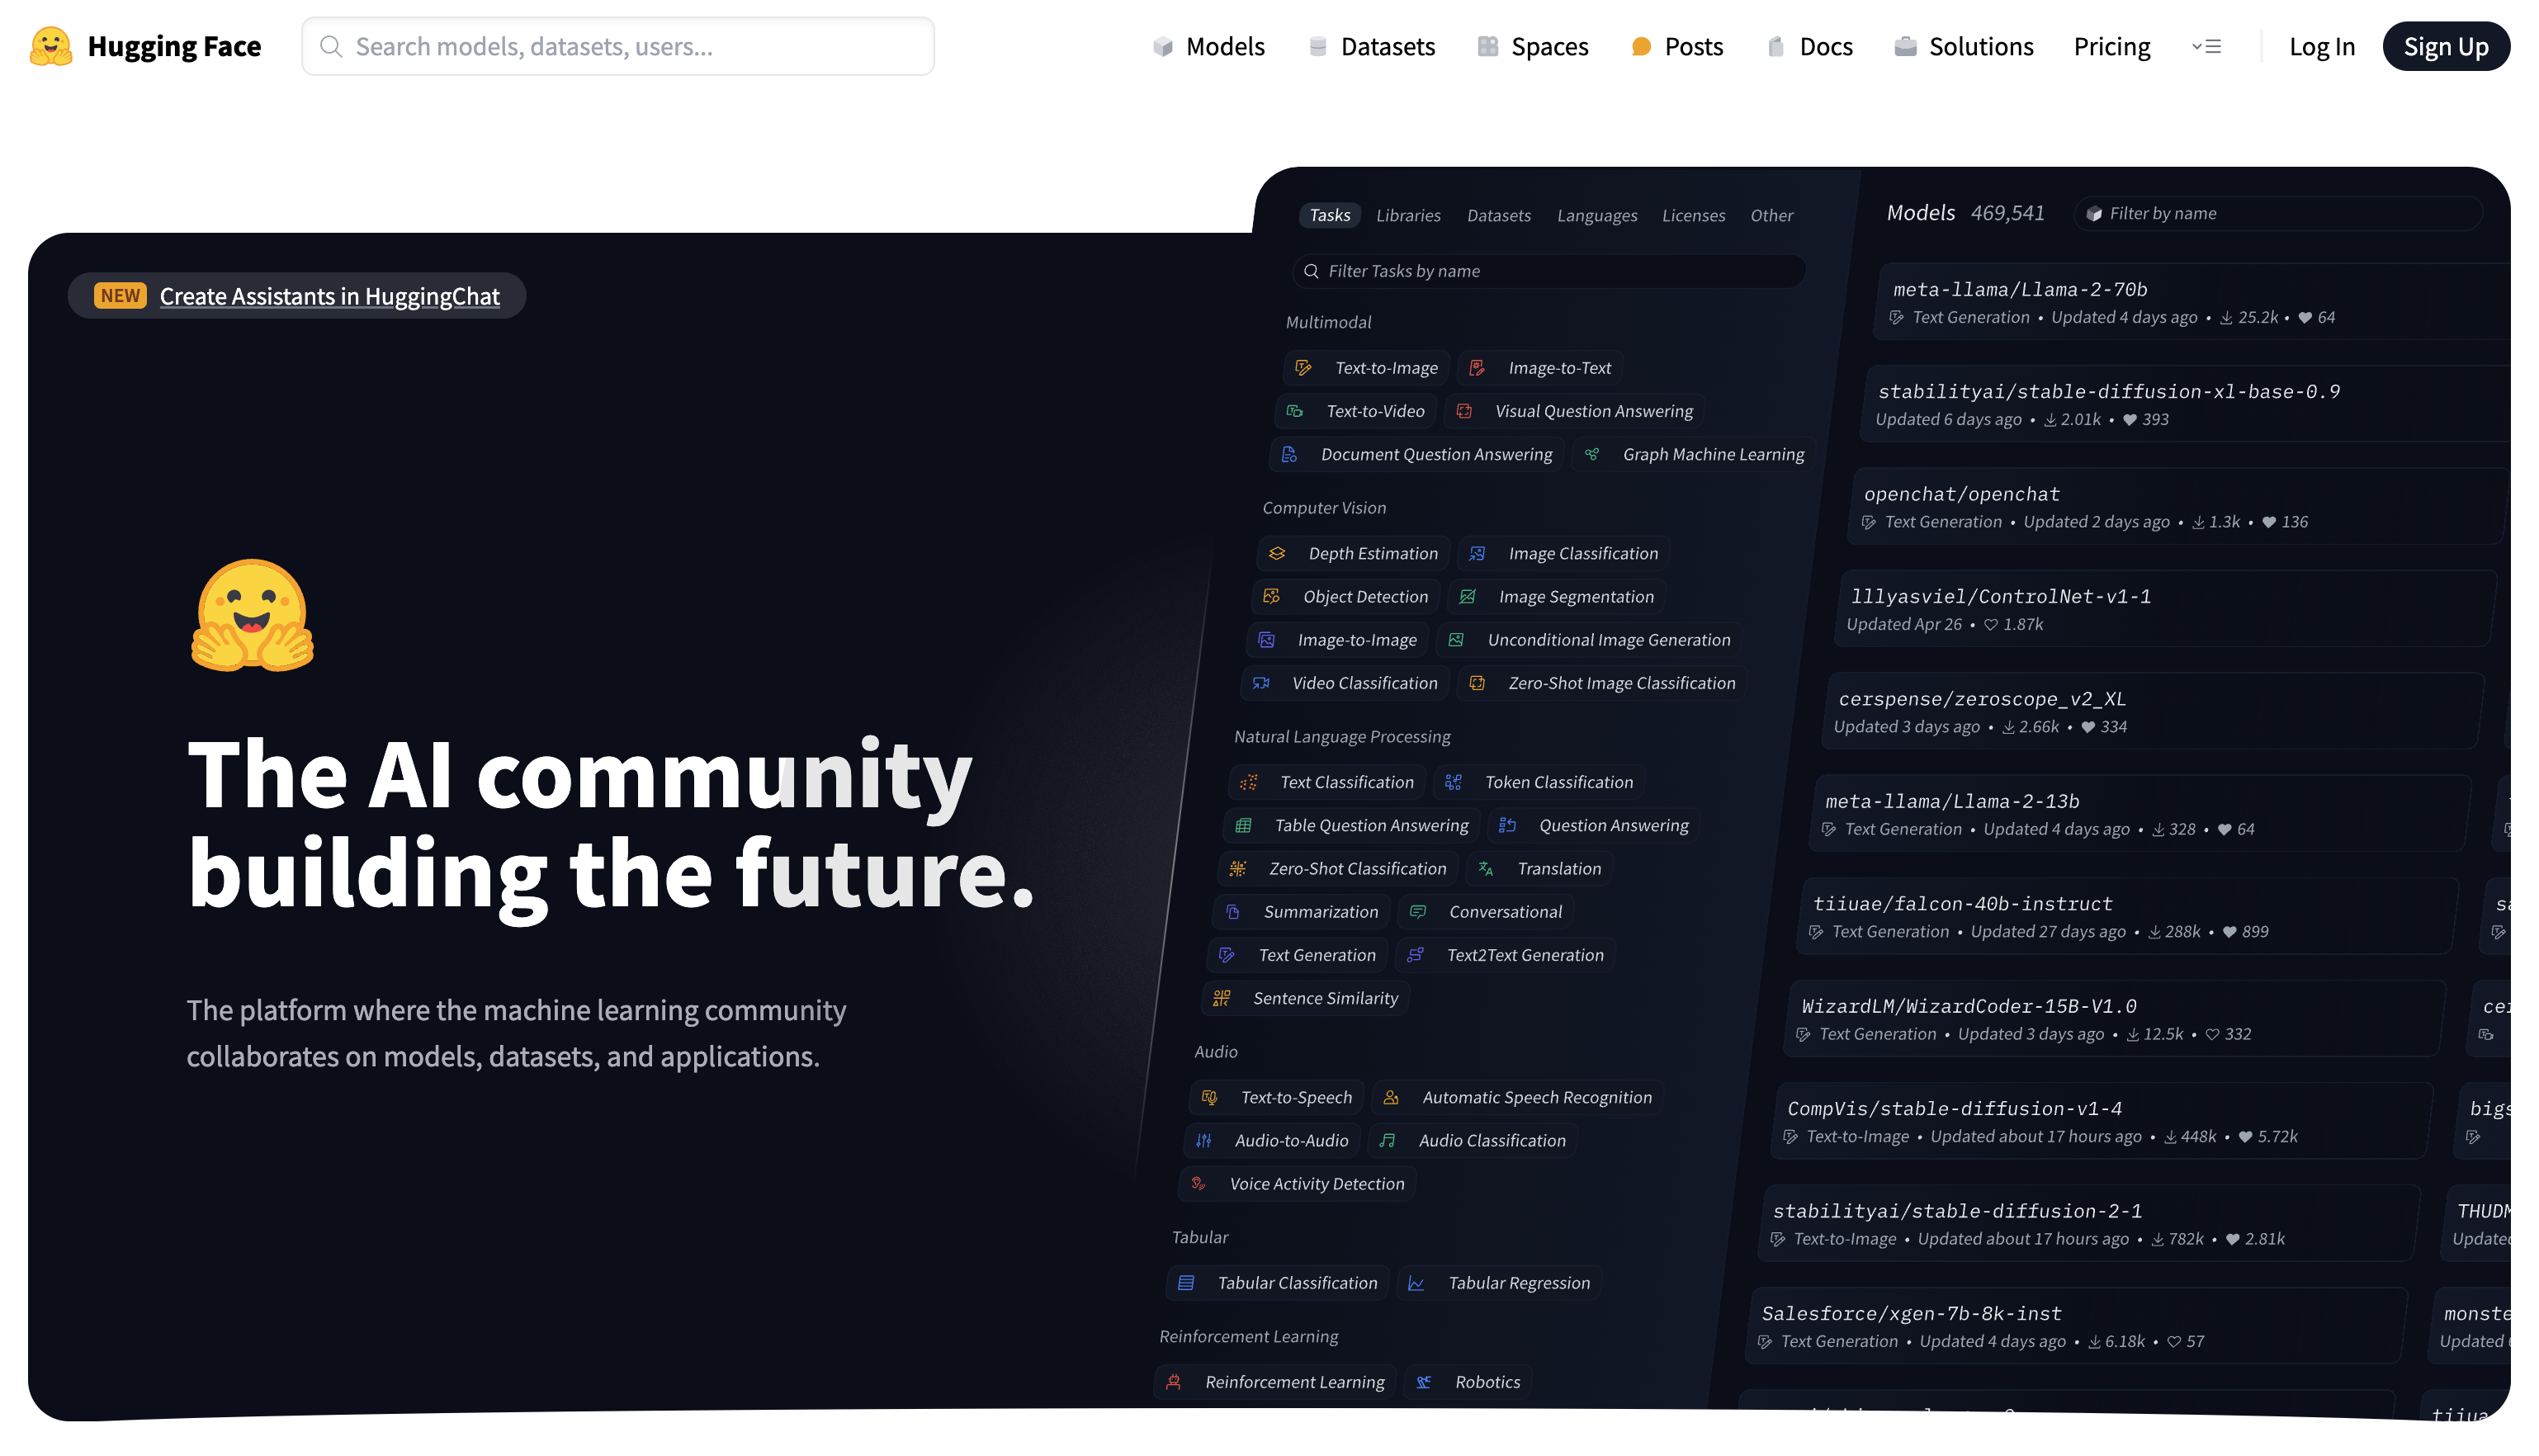 Hugging Face
Search models, datasets, users...
Models
Datasets
Spaces
Posts
Docs
Solutions
Pricing
Log In
Sign Up
NEW Create Assistants in HuggingChat
The AI community
building the future.
The platform where the machine learning community
collaborates on models, datasets, and applications.
Tasks Libraries Datasets Languages Licenses Other
Filter Tasks by name
Multimodal
Text-to-Image Image-to-Text
Text-to-Video Visual Question Answering
Document Question Answering Graph Machine Learning
Computer Vision
Depth Estimation Image Classification
Object Detection Image Segmentation
Image-to-Image Unconditional Image Generation
Video Classification Zero-Shot Image Classification
Natural Language Processing
Text Classification Token Classification
Table Question Answering Question Answering
Zero-Shot Classification Translation
Summarization Conversational
Text Generation Text2Text Generation
Sentence Similarity
Audio
Text-to-Speech Automatic Speech Recognition
Audio-to-Audio Audio Classification
Voice Activity Detection
Tabular
Tabular Classification Tabular Regression
Reinforcement Learning
Reinforcement Learning Robotics
Models 469,541 Filter by name
meta-llama/Llama-2-70b
Text Generation • Updated 4 days ago • 25.2k • 64
stabilityai/stable-diffusion-xl-base-0.9
Updated 6 days ago • 2.01k • 393
openchat/openchat
Text Generation • Updated 2 days ago • 1.3k • 136
lllyasviel/ControlNet-v1-1
Updated Apr 26 • 1.87k
cerspense/zeroscope_v2_XL
Updated 3 days ago • 2.66k • 334
meta-llama/Llama-2-13b
Text Generation • Updated 4 days ago • 328 • 64
tiiuae/falcon-40b-instruct
Text Generation • Updated 27 days ago • 288k • 899
WizardLM/WizardCoder-15B-V1.0
Text Generation • Updated 3 days ago • 12.5k • 332
CompVis/stable-diffusion-v1-4
Text-to-Image • Updated about 17 hours ago • 448k • 5.72k
stabilityai/stable-diffusion-2-1
Text-to-Image • Updated about 17 hours ago • 782k • 2.81k
Salesforce/xgen-7b-8k-inst
Text Generation • Updated 4 days ago • 6.18k • 57